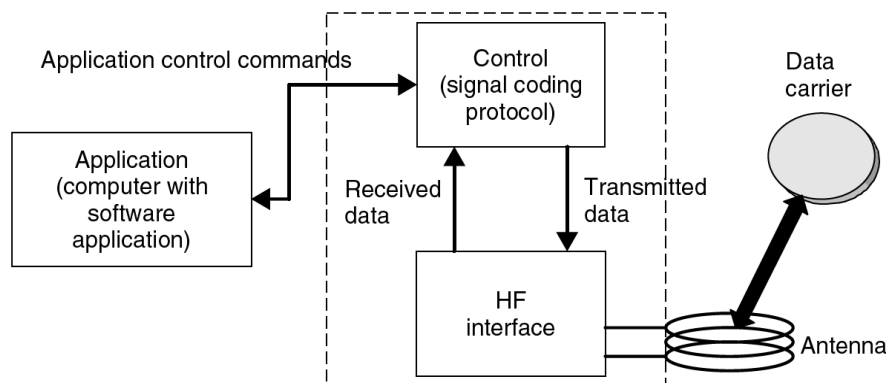 Application control commands
Control
(signal coding
protocol)
Data
carrier
Application
(computer with
software
application)
Received
data
Transmitted
data
HF
interface
Antenna